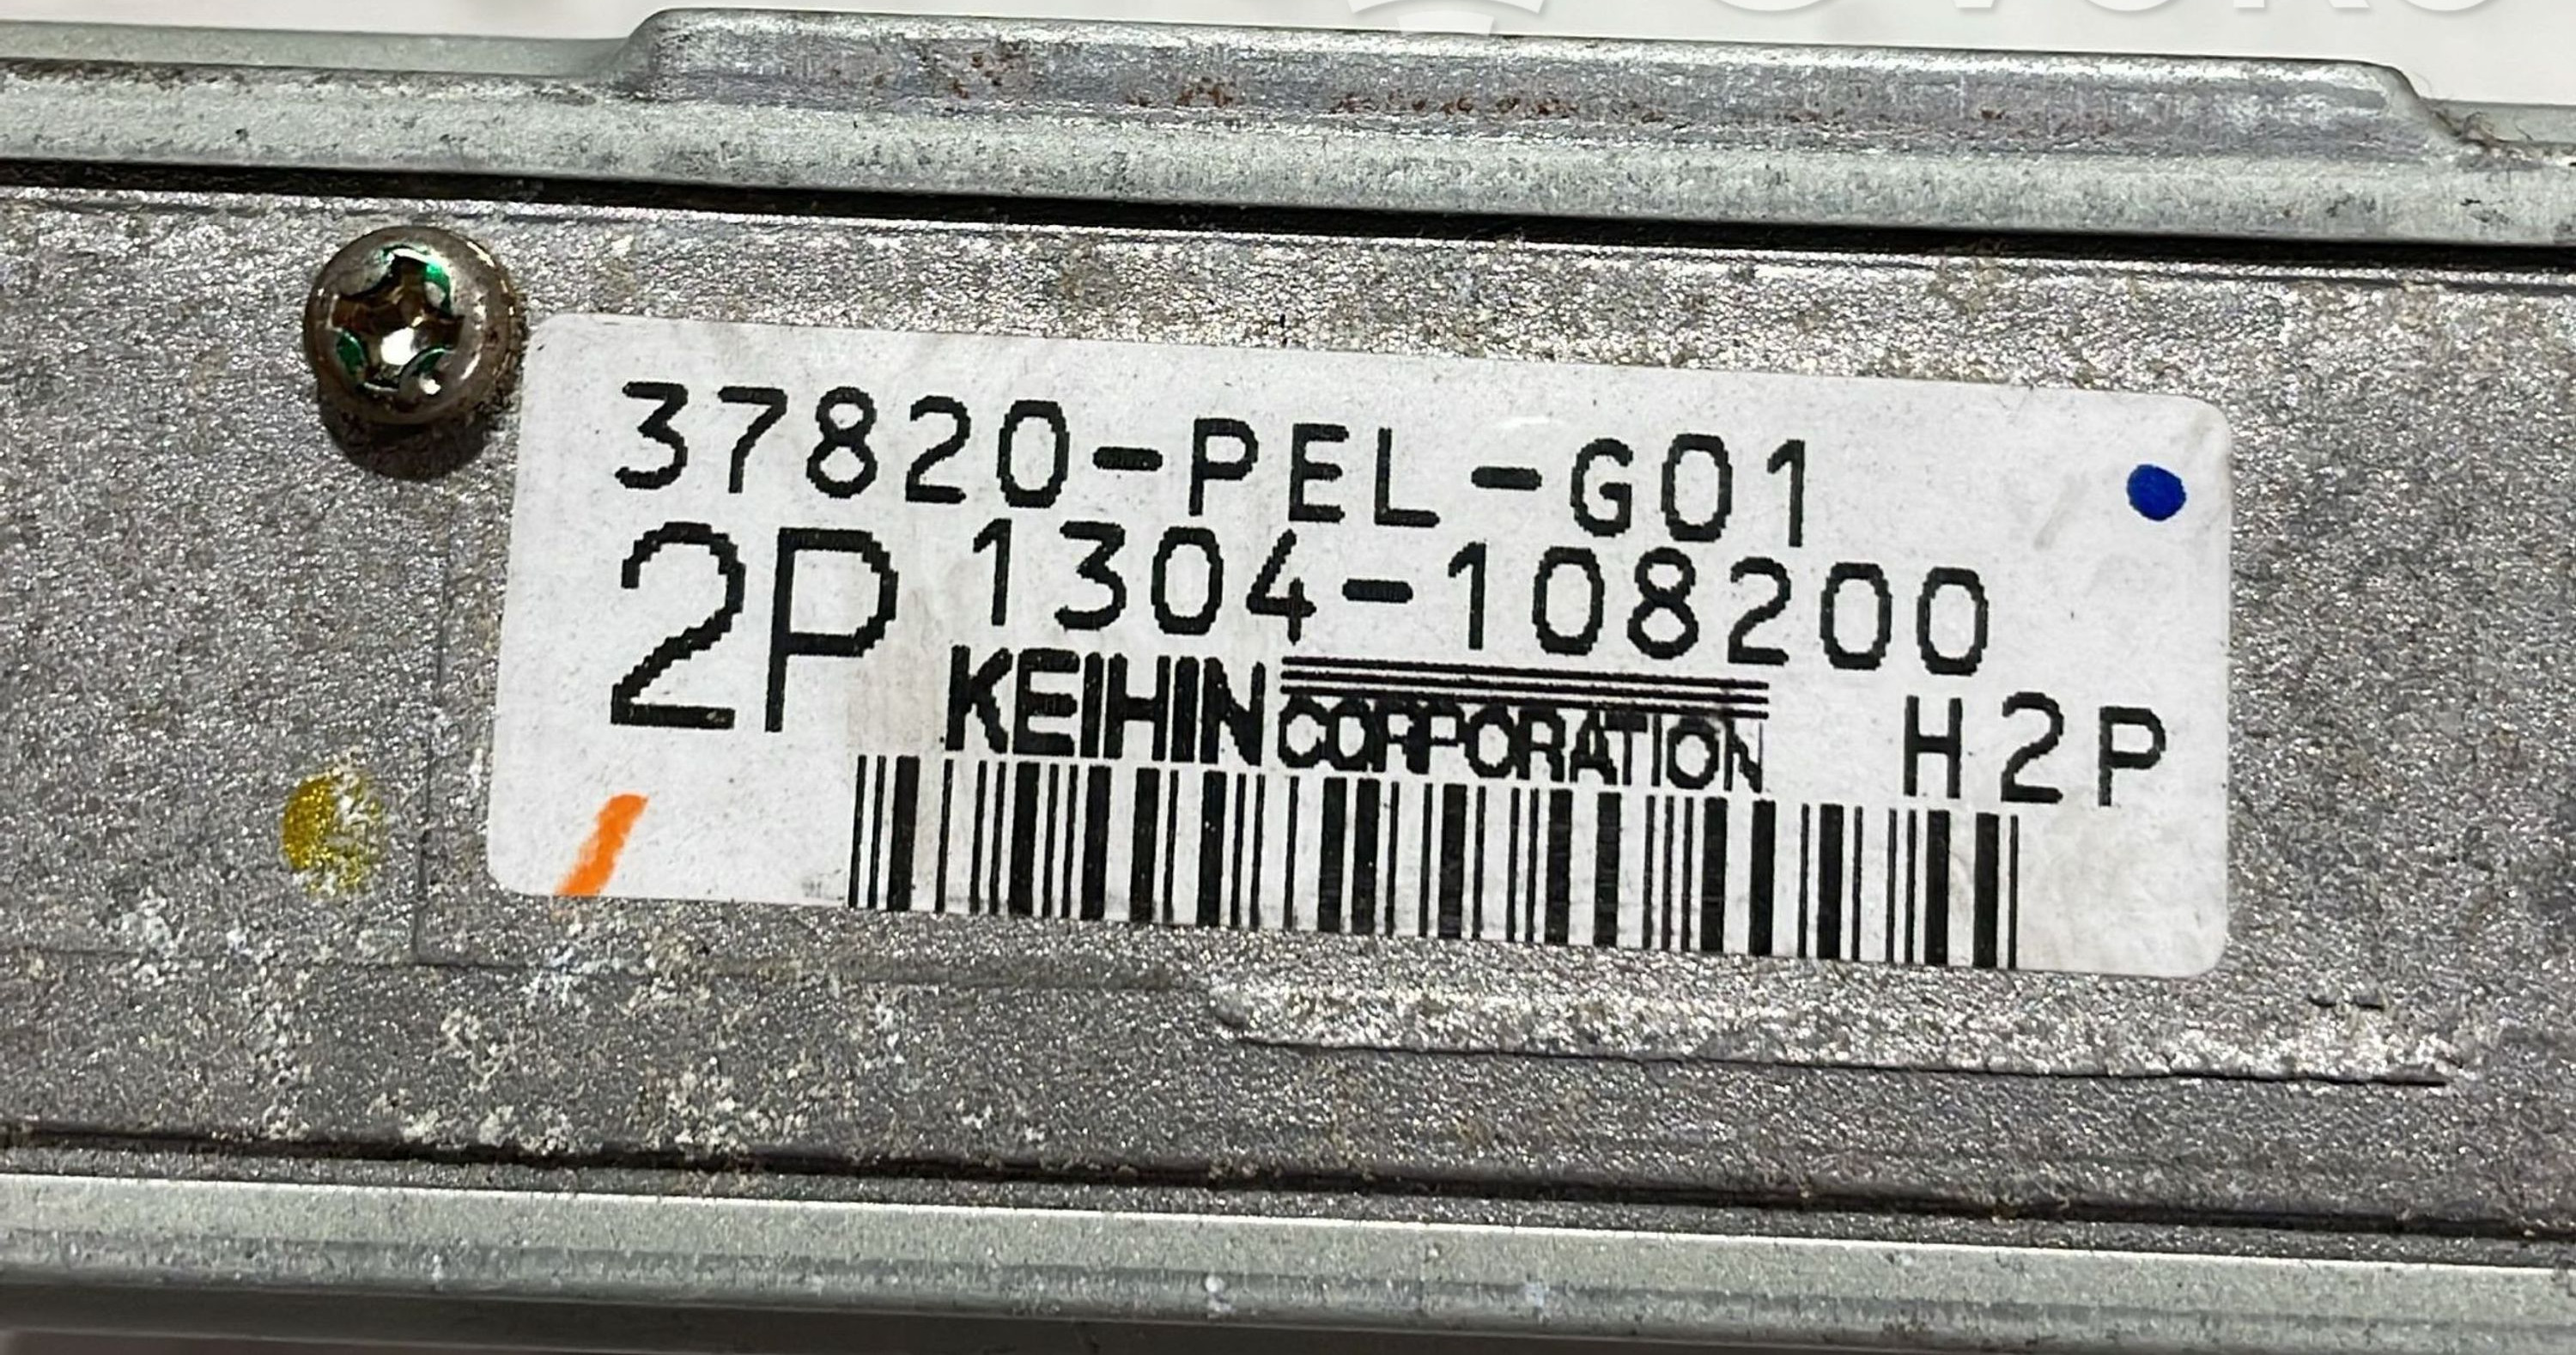 37820-PEL-G01
2P 1304-108200
KEIHIN CORPORATION H2P